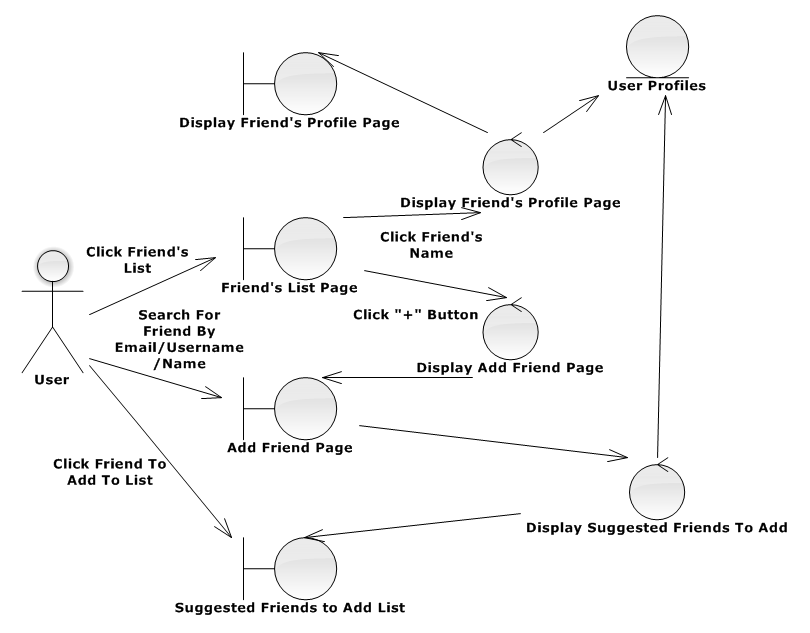 User Profiles
Display Friend's Profile Page
Display Friend's Profile Page
Click Friend's
List
Click Friend's
Name
Friend's List Page
Search For
Friend By
Email/Username
/Name
Click "+" Button
User
Display Add Friend Page
Add Friend Page
Click Friend To
Add To List
Display Suggested Friends To Add
Suggested Friends to Add List